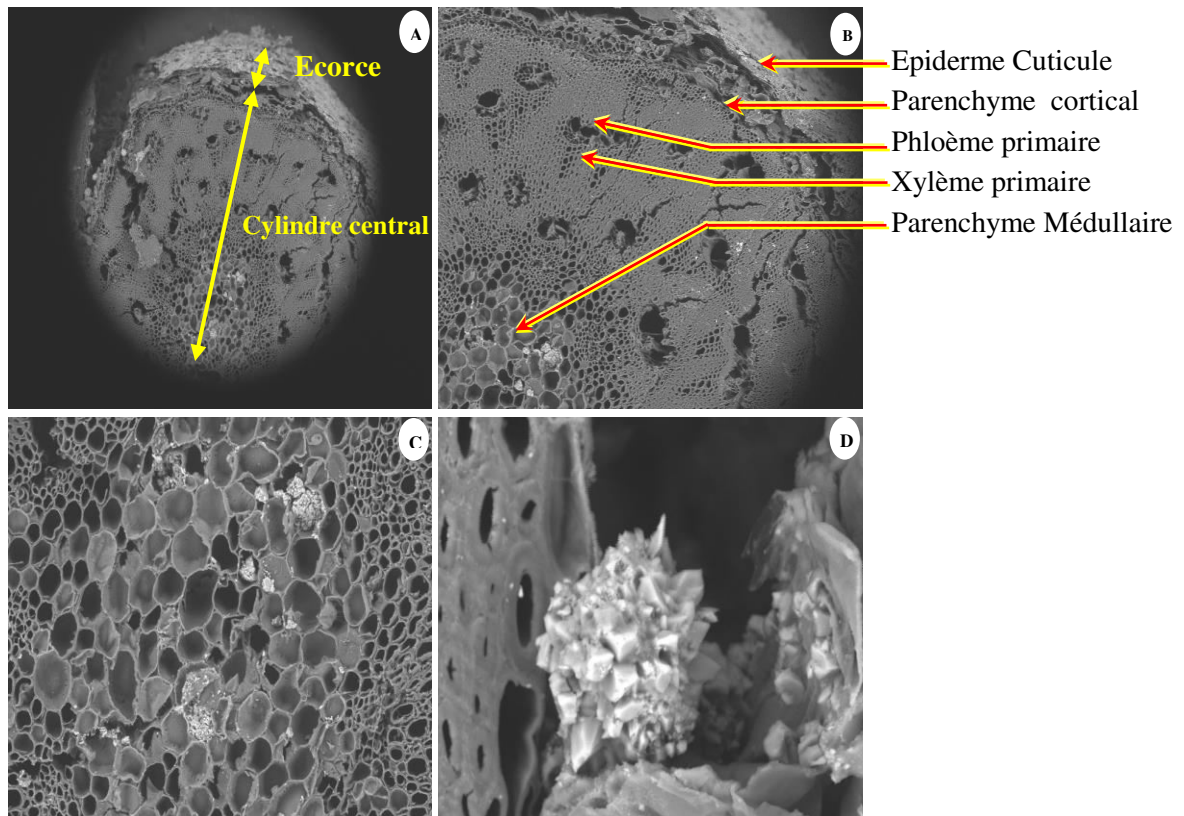 A
Ecorce
Cylindre central
B
Epiderme Cuticule
Parenchyme cortical
Phloème primaire
Xylème primaire
Parenchyme Médullaire
C
D